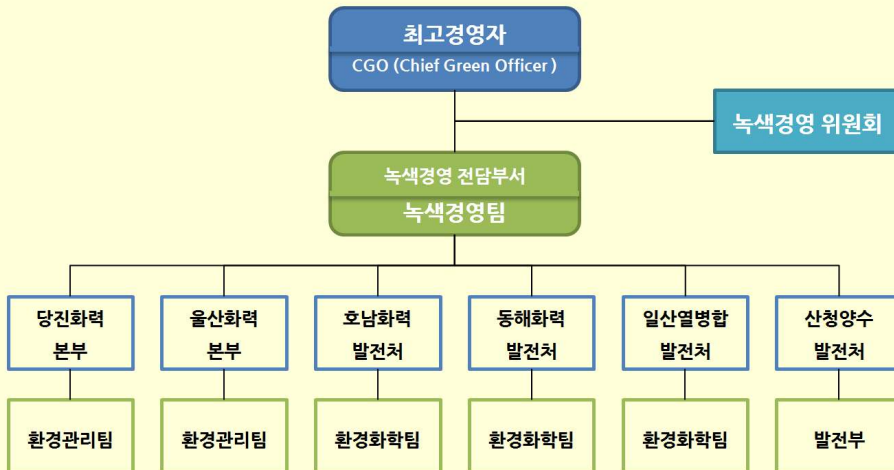 최고경영자
CGO (Chief Green Officer )
녹색경영 위원회
녹색경영 전담부서
녹색경영팀
당진화력
본부
울산화력
본부
호남화력
발전처
동해화력
발전처
일산열병합
발전처
산청양수
발전처
환경관리팀
환경관리팀
환경화학팀
환경화학팀
환경화학팀
발전부